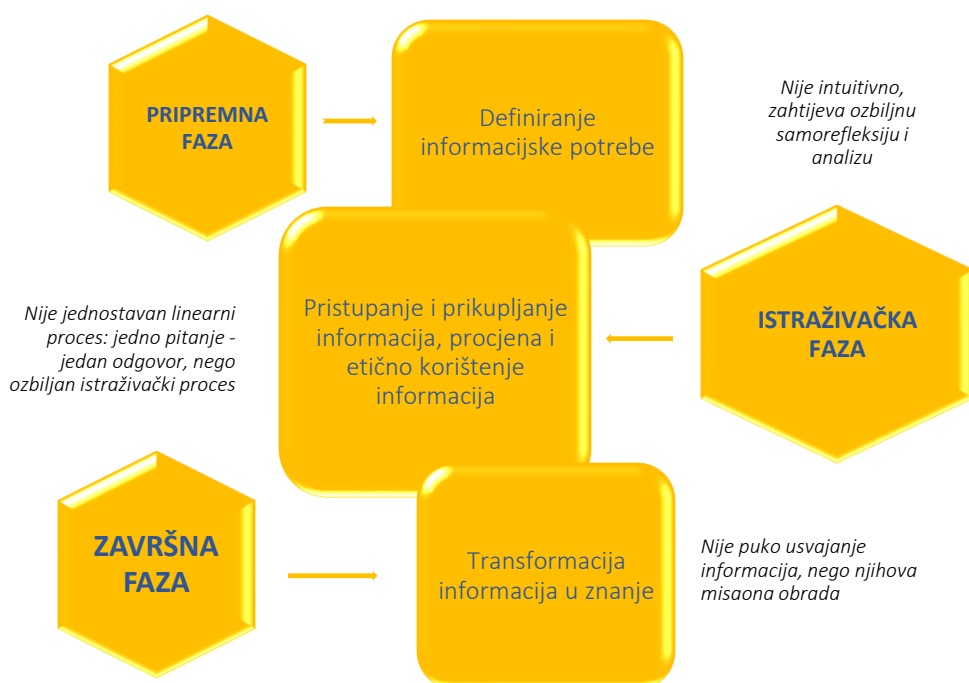 PRIPREMNA
FAZA
Definiranje
informacijske potrebe
Nije intuitivno,
zahtijeva ozbiljnu
samorefleksiju i
analizu
Nije jednostavan linearni
proces: jedno pitanje -
jedan odgovor, nego
ozbiljan istraživački proces
Pristupanje i prikupljanje
informacija, procjena i
etično korištenje
informacija
ISTRAŽIVAČKA
FAZA
ZAVRŠNA
FAZA
Transformacija
informacija u znanje
Nije puko usvajanje
informacija, nego njihova
misaona obrada